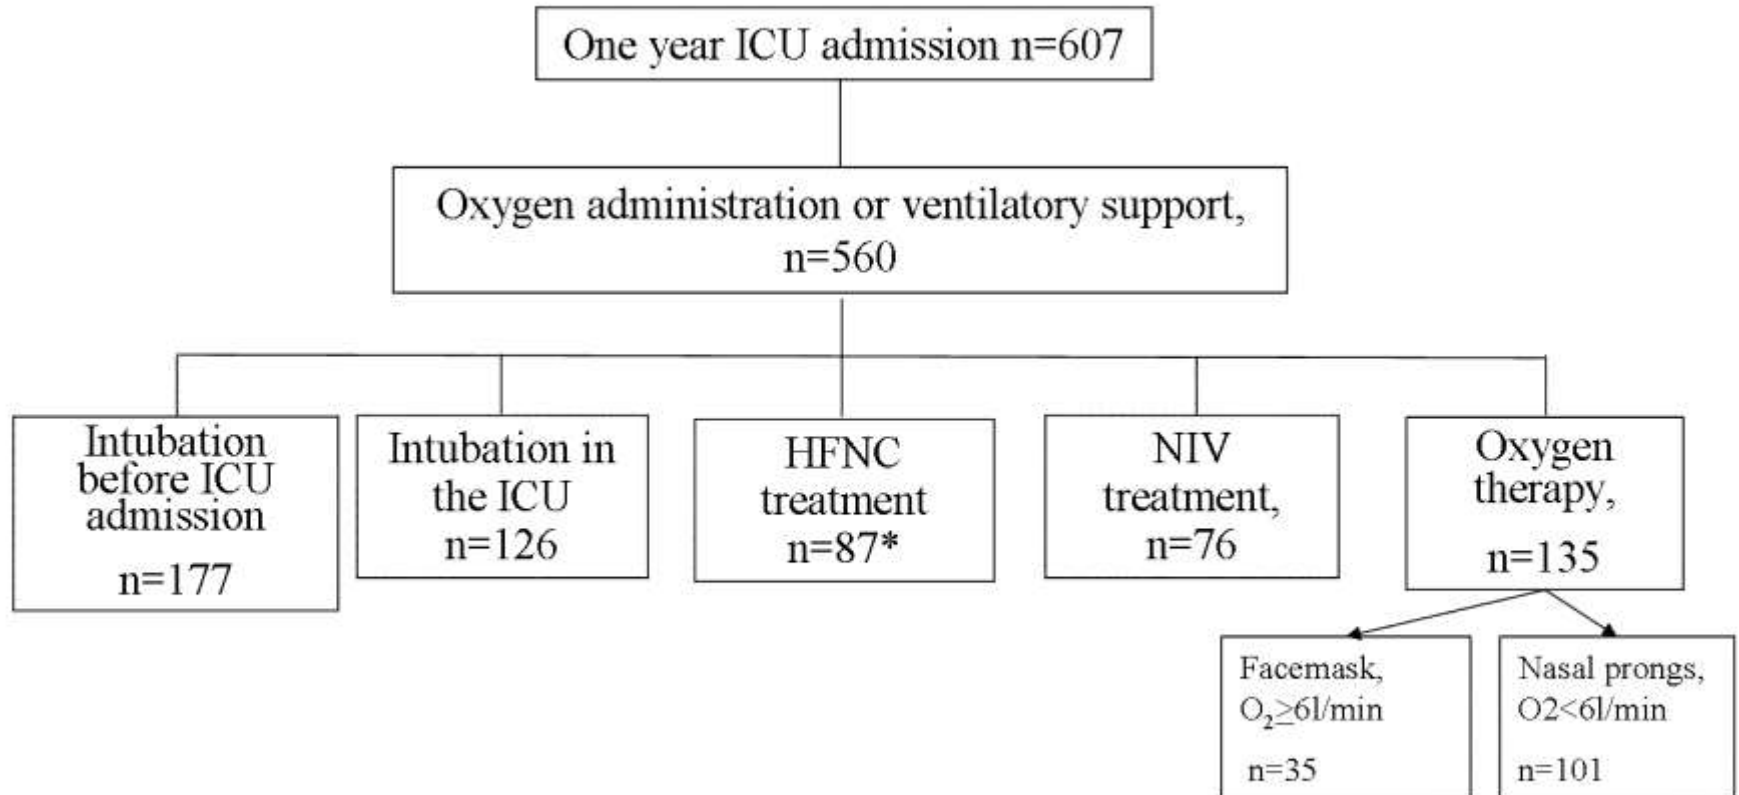 One year ICU admission n=607
Oxygen administration or ventilatory support,
n=560
Intubation
before ICU
admission
n=177
Intubation in
the ICU
n=126
HFNC
treatment
n=87*
NIV
treatment,
n=76
Oxygen
therapy,
n=135
Facemask,
O₂≥6l/min
n=35
Nasal prongs,
O2<6l/min
n=101